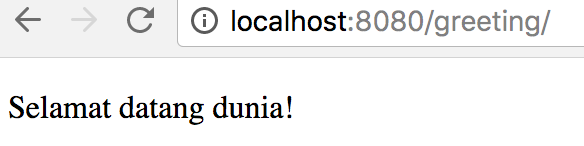 localhost:8080/greeting/
Selamat datang dunia!